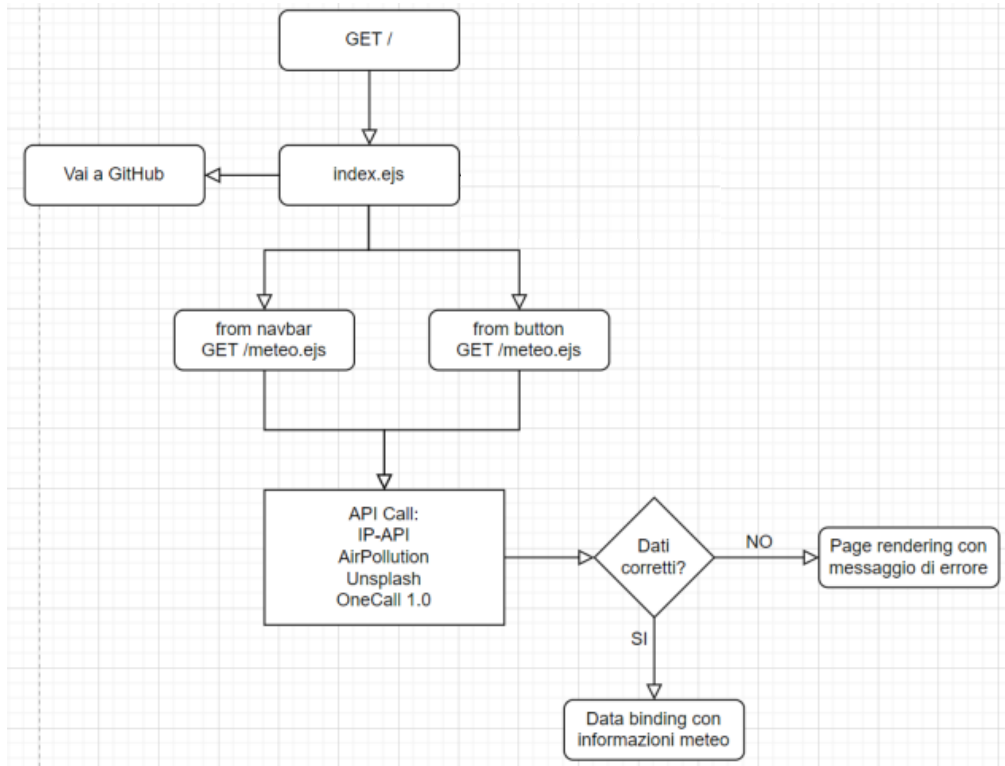 GET /
Vai a GitHub
index.ejs
from navbar
GET /meteo.ejs
from button
GET /meteo.ejs
API Call:
IP-API
AirPollution
Unsplash
OneCall 1.0
Dati
corretti?
NO
Page rendering con
messaggio di errore
SI
Data binding con
informazioni meteo